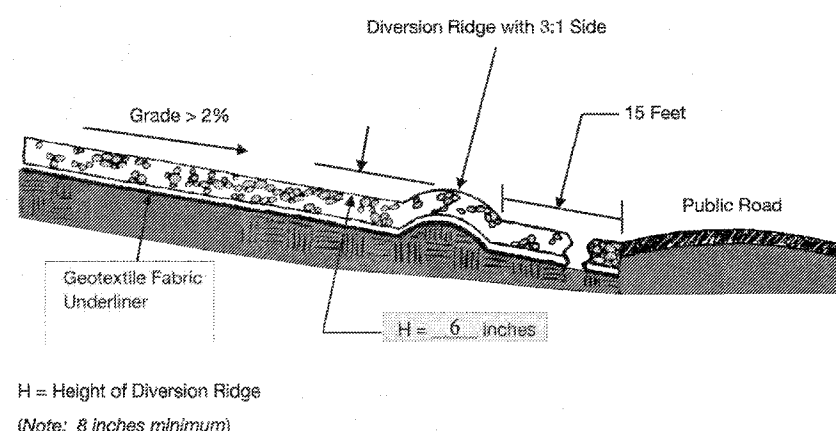 Diversion Ridge with 3:1 Side
Grade > 2%
15 Feet
Public Road
Geotextile Fabric
Underliner
H = 6 inches
H = Height of Diversion Ridge
(Note: 8 inches minimum)